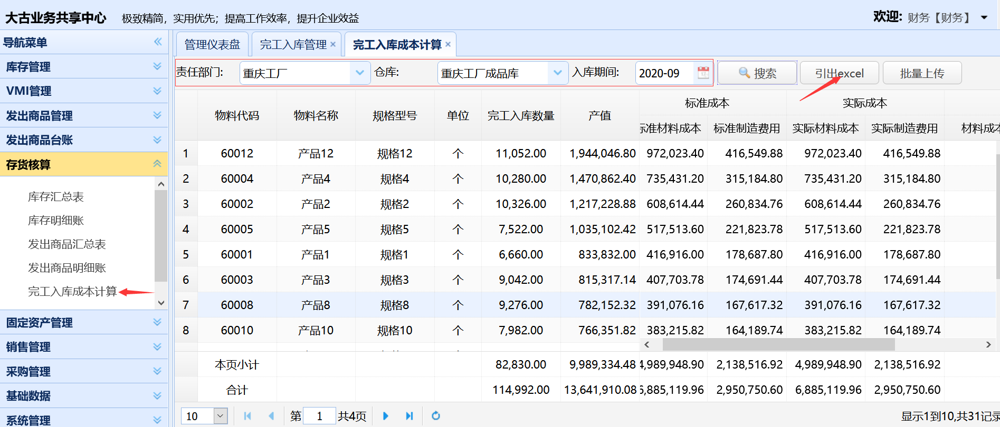 大古业务共享中心 极致精简，实用优先；提高工作效率，提升企业效益 欢迎: 财务【财务】
导航菜单
库存管理
VMI管理
发出商品管理
发出商品台账
存货核算
库存汇总表
库存明细账
发出商品汇总表
发出商品明细账
完工入库成本计算
固定资产管理
销售管理
采购管理
基础数据
系统管理
管理仪表盘 完工入库管理 × 完工入库成本计算 ×
责任部门: 重庆工厂 仓库: 重庆工厂成品库 入库期间: 2020-09 搜索 引出excel 批量上传
标准成本 实际成本
物料代码 物料名称 规格型号 单位 完工入库数量 产值 标准材料成本 标准制造费用 实际材料成本 实际制造费用 材料成本
1 60012 产品12 规格12 个 11,052.00 1,944,046.80 972,023.40 416,549.88 972,023.40 416,549.88
2 60004 产品4 规格4 个 10,280.00 1,470,862.40 735,431.20 315,184.80 735,431.20 315,184.80
3 60002 产品2 规格2 个 10,326.00 1,217,228.88 608,614.44 260,834.76 608,614.44 260,834.76
4 60005 产品5 规格5 个 7,522.00 1,035,102.42 517,513.60 221,823.78 517,513.60 221,823.78
5 60001 产品1 规格1 个 6,660.00 833,832.00 416,916.00 178,687.80 416,916.00 178,687.80
6 60003 产品3 规格3 个 9,042.00 815,317.14 407,703.78 174,691.44 407,703.78 174,691.44
7 60008 产品8 规格8 个 9,276.00 782,152.32 391,076.16 167,617.32 391,076.16 167,617.32
8 60010 产品10 规格10 个 7,982.00 766,351.82 383,215.82 164,189.74 383,215.82 164,189.74
本页小计 82,830.00 9,989,334.48 4,989,948.90 2,138,516.92 4,989,948.90 2,138,516.92
合计 114,992.00 13,641,910.08 6,885,119.96 2,950,750.60 6,885,119.96 2,950,750.60
10 第 1 共4页 显示1到10,共31记录